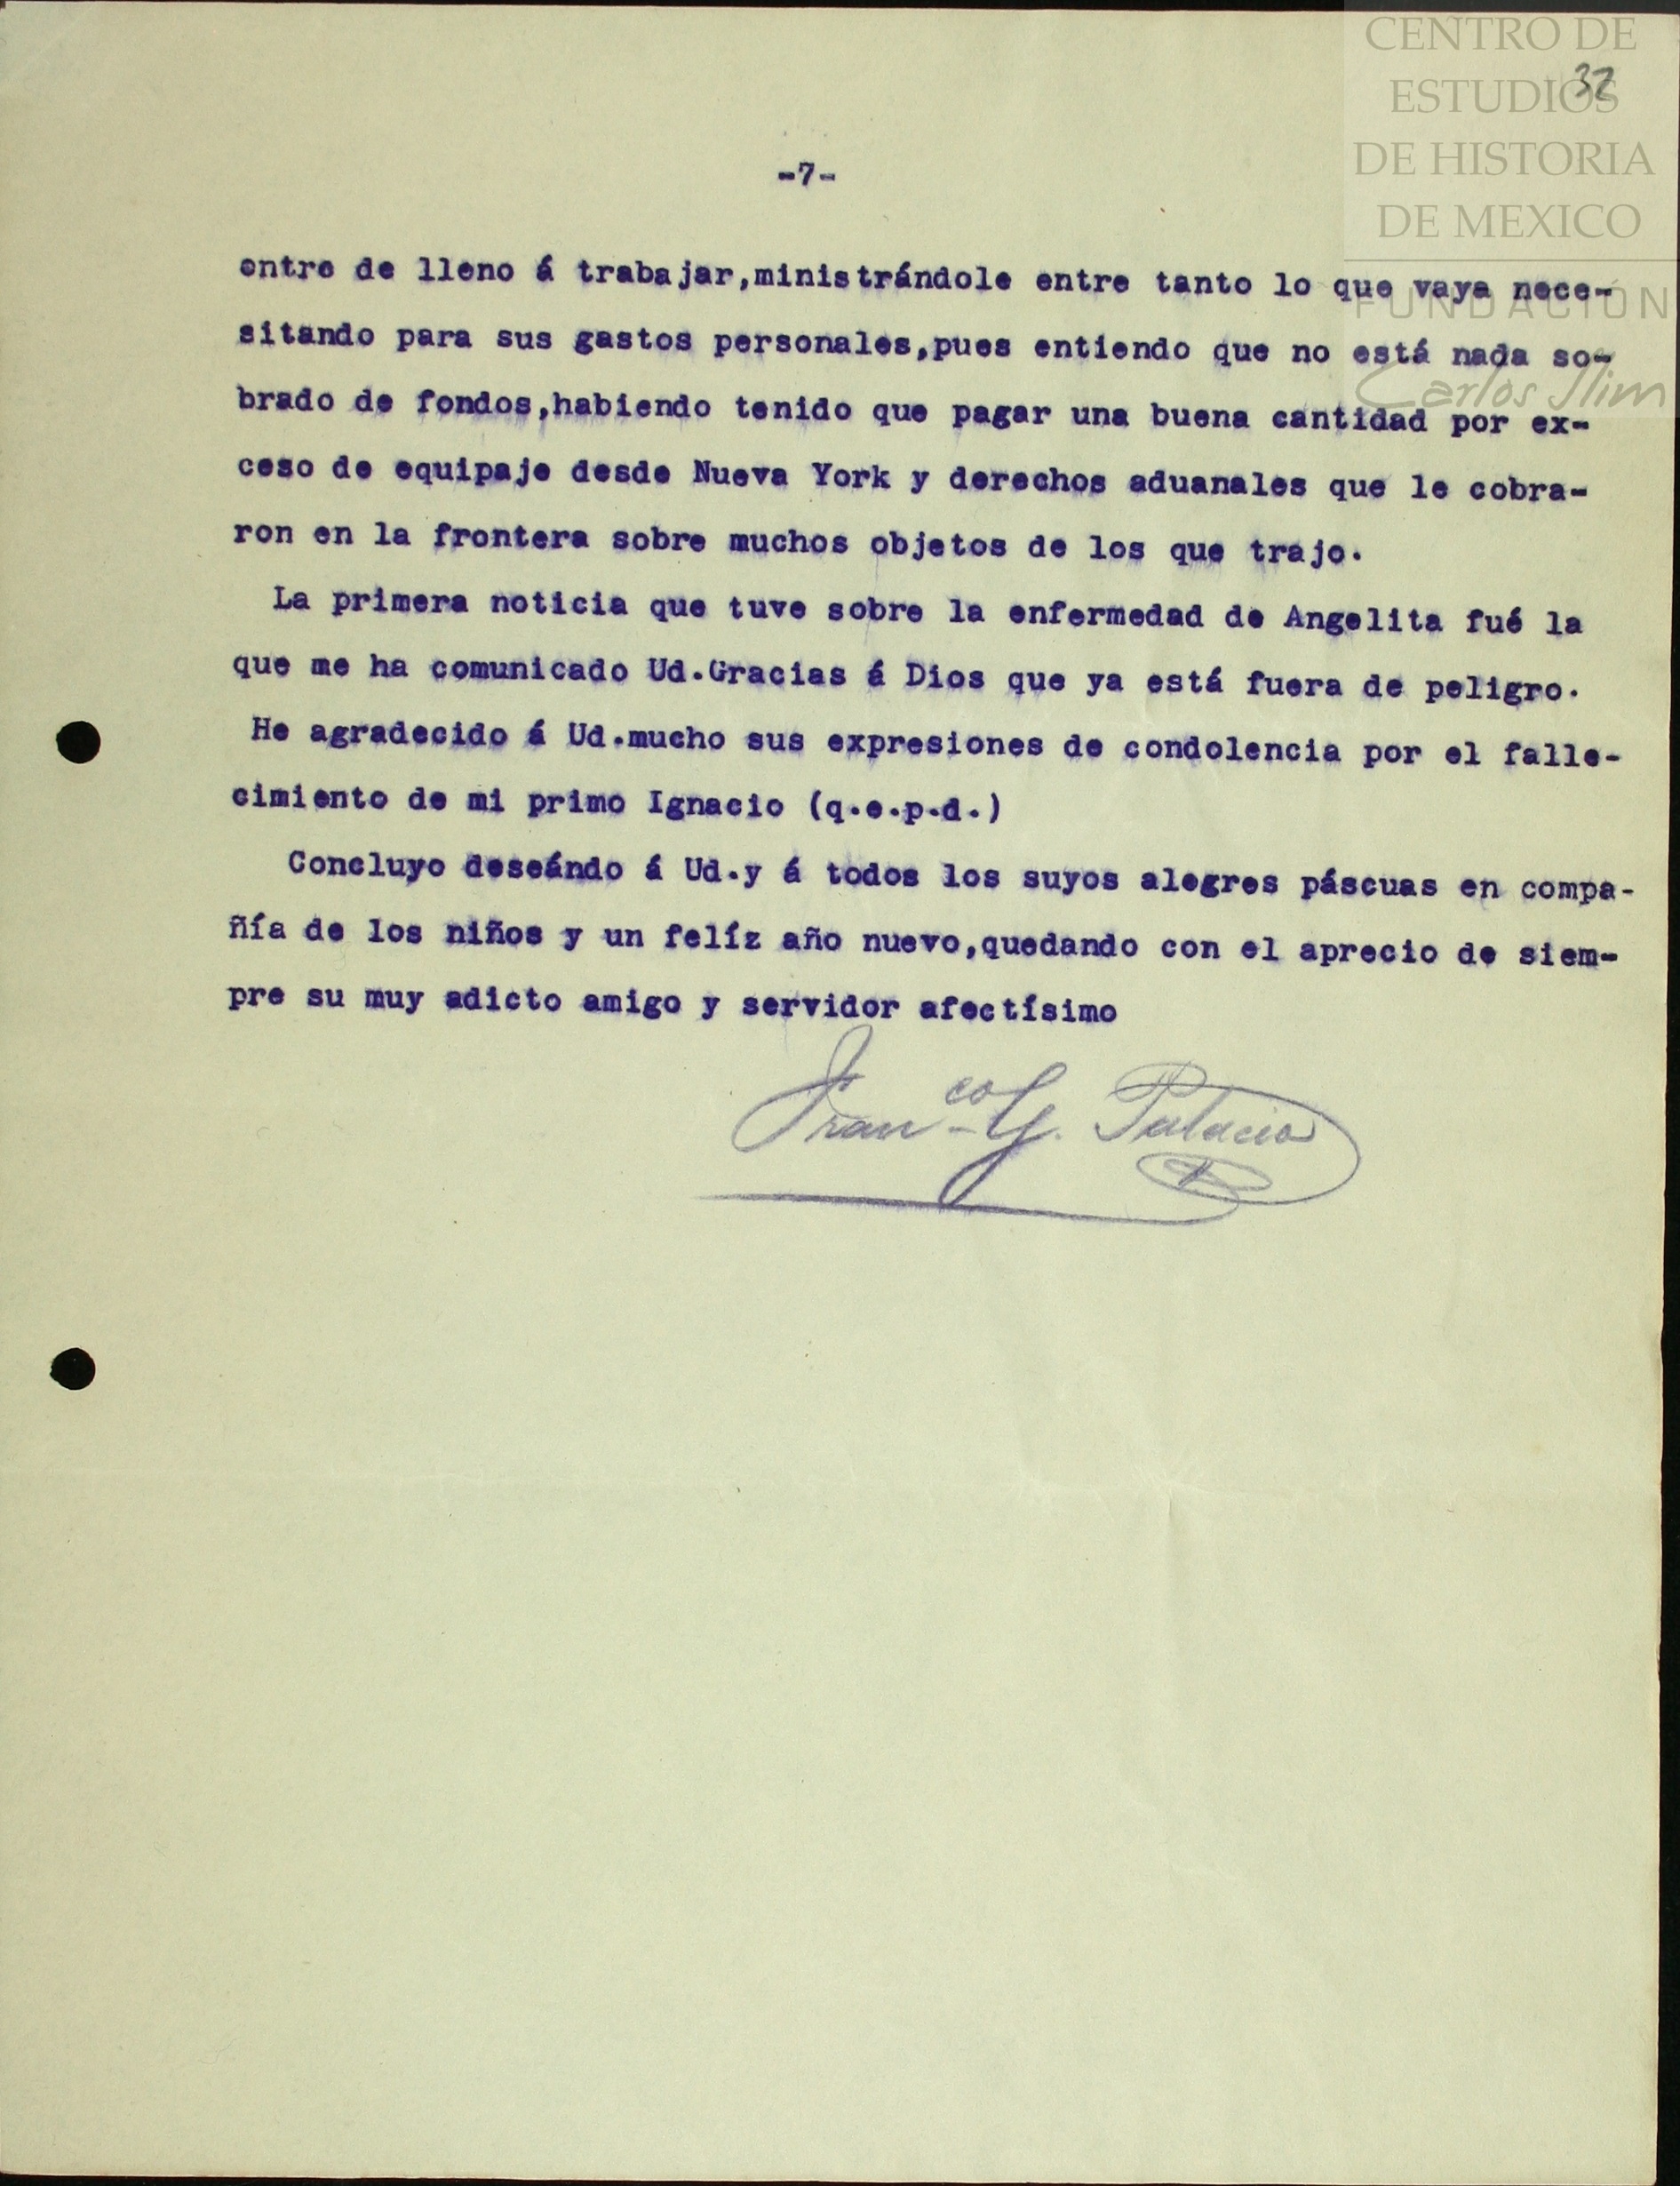 CENTRO DE
ESTUDIOS
32
DE HISTORIA
DE MEXICO
FUNDACIÓN
Carlos Slim
-7-
entre de lleno á trabajar,ministrándole entre tanto lo que vaya nece-
sitando para sus gastos personales,pues entiendo que no está nada so-
brado de fondos,habiendo tenido que pagar una buena cantidad por ex-
ceso de equipaje desde Nueva York y derechos aduanales que le cobra-
ron en la frontera sobre muchos objetos de los que trajo.
La primera noticia que tuve sobre la enfermedad de Angelita fué la
que me ha comunicado Ud.Gracias á Dios que ya está fuera de peligro.
He agradecido á Ud.mucho sus expresiones de condolencia por el falle-
cimiento de mi primo Ignacio (q.e.p.d.)
Concluyo deseándo á Ud.y á todos los suyos alegres páscuas en compa-
ñía de los niños y un felíz año nuevo,quedando con el aprecio de siem-
pre su muy adicto amigo y servidor afectísimo
Franco G. Palacio